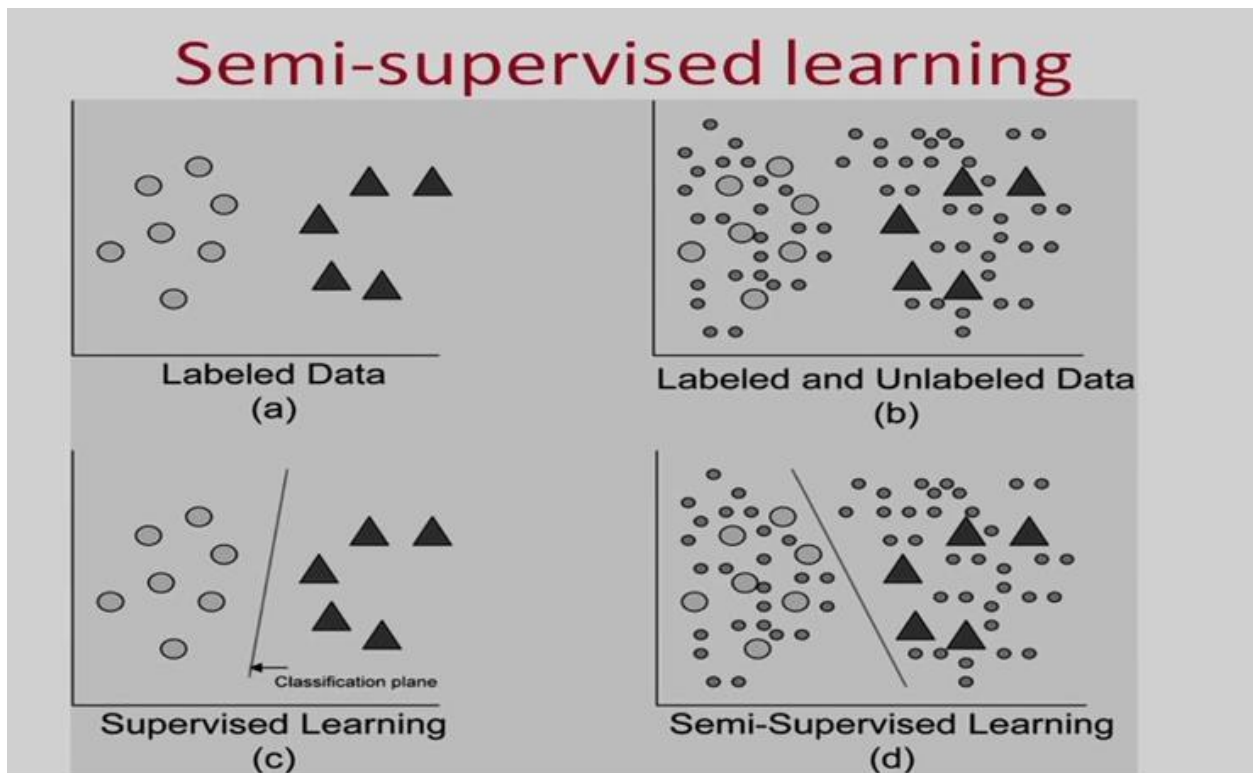 Semi-supervised learning
Labeled Data
(a)
Labeled and Unlabeled Data
(b)
Classification plane
Supervised Learning
(c)
Semi-Supervised Learning
(d)